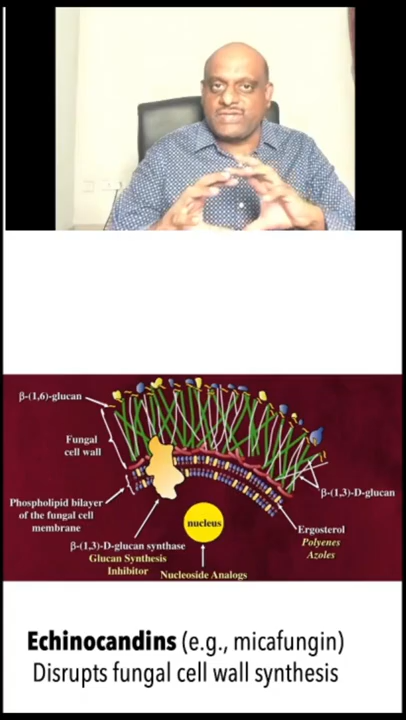 β-(1,6)-glucan
Fungal
cell wall
Phospholipid bilayer
of the fungal cell
membrane
β-(1,3)-D-glucan synthase
Glucan Synthesis
Inhibitor
nucleus
Nucleoside Analogs
β-(1,3)-D-glucan
Ergosterol
Polyenes
Azoles
Echinocandins (e.g., micafungin)
Disrupts fungal cell wall synthesis